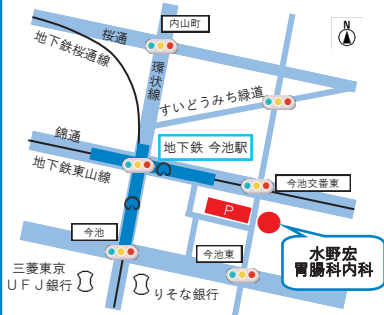 内山町
N
桜通
地下鉄桜通線
環状線
すいどうみち緑道
錦通
地下鉄 今池駅
地下鉄東山線
今池交番東
P
今池
今池東
水野宏
胃腸科内科
三菱東京
UFJ銀行
りそな銀行